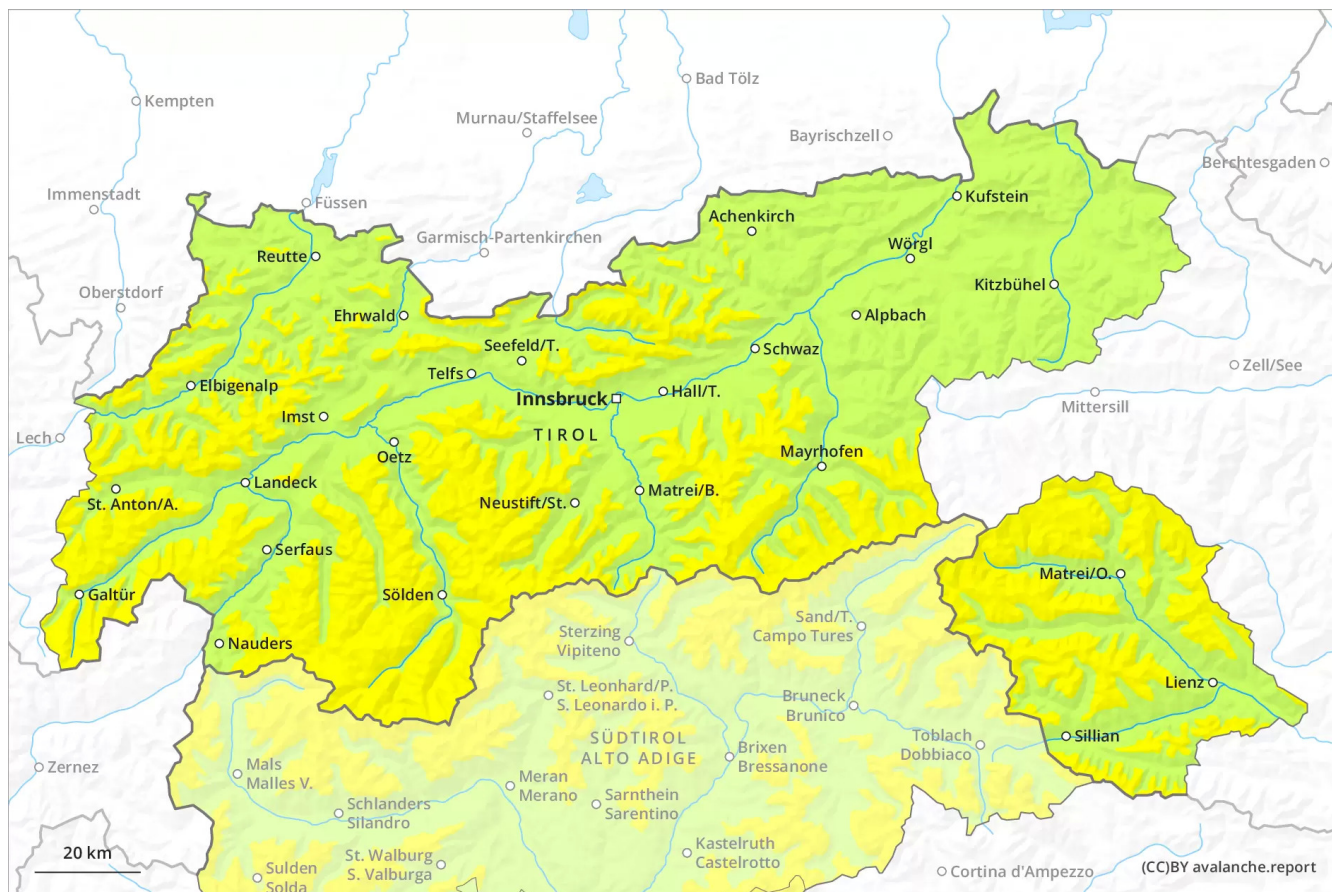 Bad Tölz
Kempten
Murnau/Staffelsee
Bayrischzell
Berchtesgaden
Immenstadt
Füssen
Kufstein
Achenkirch
Garmisch-Partenkirchen
Wörgl
Reutte
Kitzbühel
Oberstdorf
Ehrwald
Alpbach
Seefeld/T.
Schwaz
Zell/See
Telfs
Elbigenalp
Innsbruck
Hall/T.
Mittersill
Imst
Lech
TIROL
Oetz
Mayrhofen
Landeck
St. Anton/A.
Neustift/St.
Matrei/B.
Serfaus
Matrei/O.
Galtür
Sölden
Sand/T.
Campo Tures
Sterzing
Vipiteno
Nauders
Lienz
St. Leonhard/P.
S. Leonardo i. P.
Bruneck
Brunico
SÜDTIROL
ALTO ADIGE
Toblach
Dobbiaco
Sillian
Brixen
Bressanone
Zernez
Mals
Malles V.
Meran
Merano
Sarnthein
Sarentino
Schlanders
Silandro
Kastelruth
Castelrotto
20 km
St. Walburg
S. Valburga
Sulden
Solda
Cortina d'Ampezzo
(CC)BY avalanche.report